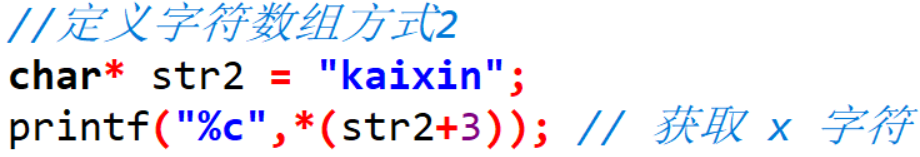 //定义字符数组方式2
char* str2 = "kaixin";
printf("%c",*(str2+3)); // 获取 x 字符